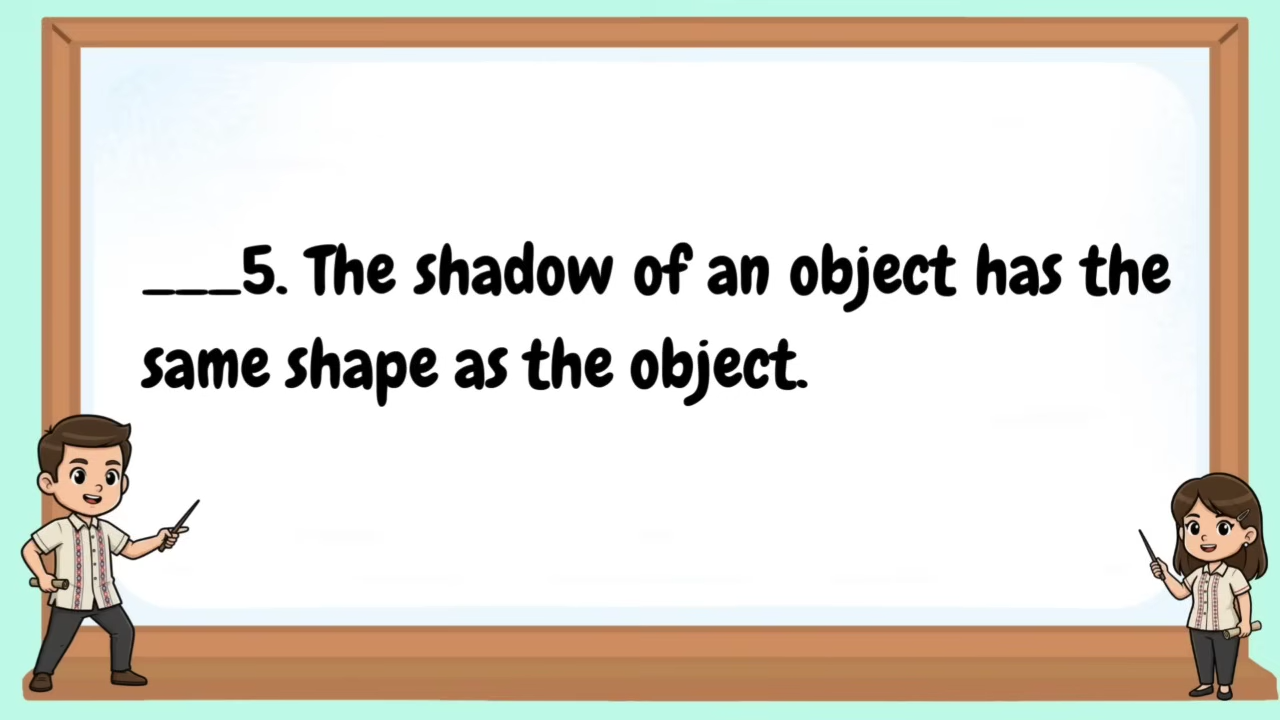 ___5. The shadow of an object has the
same shape as the object.